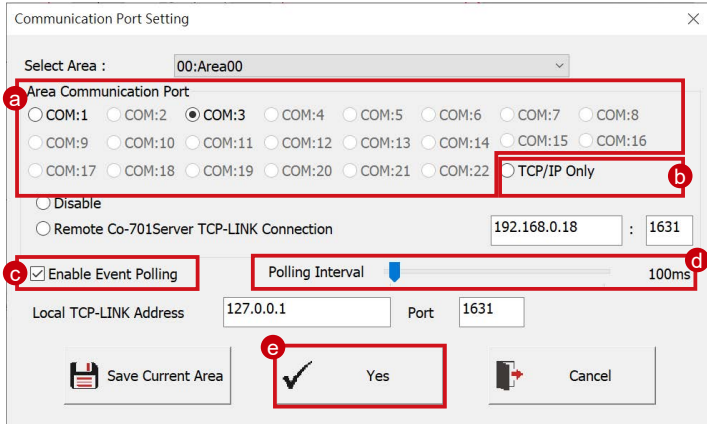 Communication Port Setting
Select Area : 00:Area00
a Area Communication Port
COM:1 COM:2 COM:3 COM:4 COM:5 COM:6 COM:7 COM:8
COM:9 COM:10 COM:11 COM:12 COM:13 COM:14 COM:15 COM:16
COM:17 COM:18 COM:19 COM:20 COM:21 COM:22 TCP/IP Only b
Disable
Remote Co-701Server TCP-LINK Connection 192.168.0.18 : 1631
c Enable Event Polling Polling Interval 100ms d
Local TCP-LINK Address 127.0.0.1 Port 1631
e
Save Current Area Yes Cancel